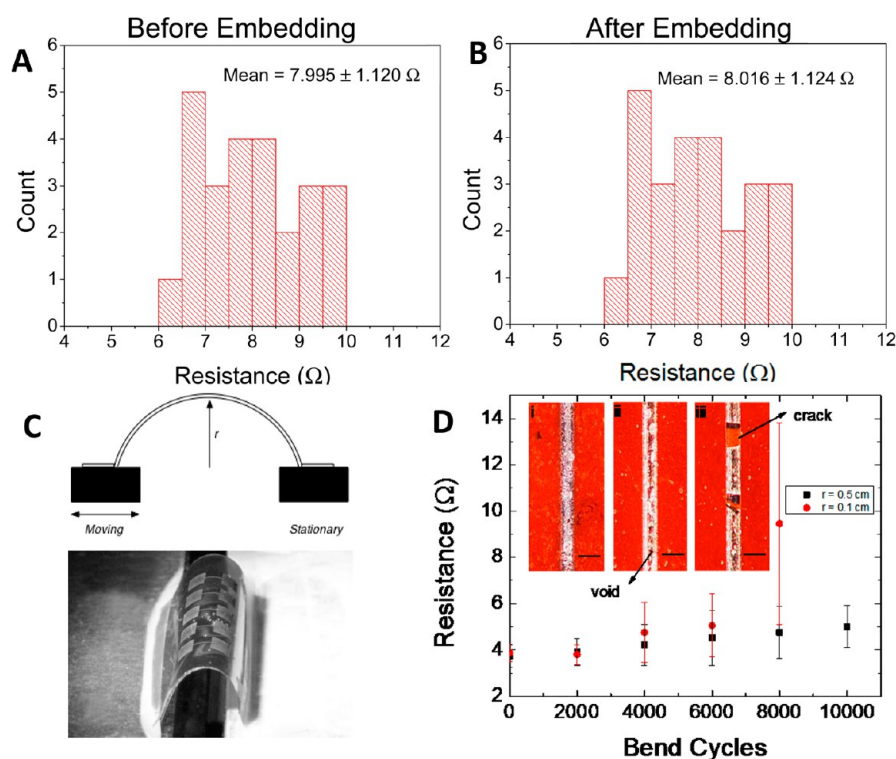 Before Embedding
A
Mean = 7.995 ± 1.120 Ω
Count
6
5
4
3
2
1
0
4 5 6 7 8 9 10 11 12
Resistance (Ω)
After Embedding
B
Mean = 8.016 ± 1.124 Ω
Count
6
5
4
3
2
1
0
4 5 6 7 8 9 10 11 12
Resistance (Ω)
C
r
Moving
Stationary
D
i
ii
iii
crack
void
r = 0.5 cm
r = 0.1 cm
Resistance (Ω)
14
12
10
8
6
4
2
0 2000 4000 6000 8000 10000
Bend Cycles